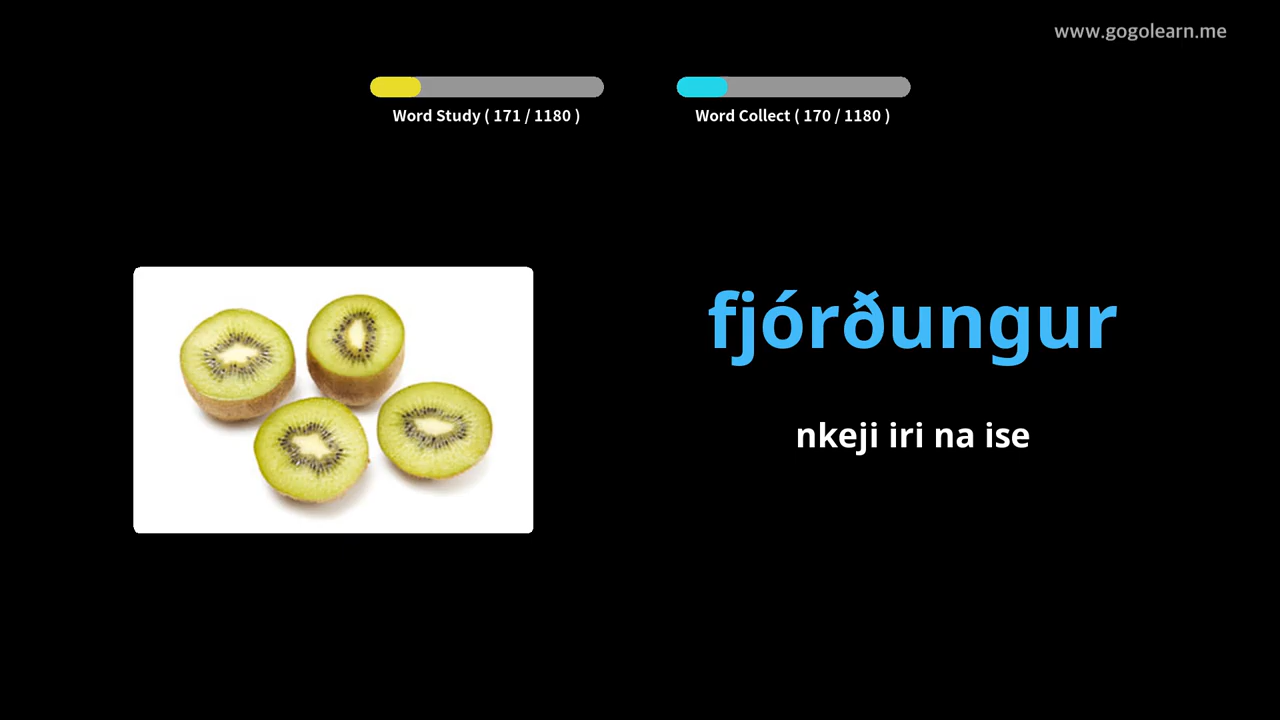 www.gogolearn.me
Word Study ( 171 / 1180 )
Word Collect ( 170 / 1180 )
fjórðungur
nkeji iri na ise